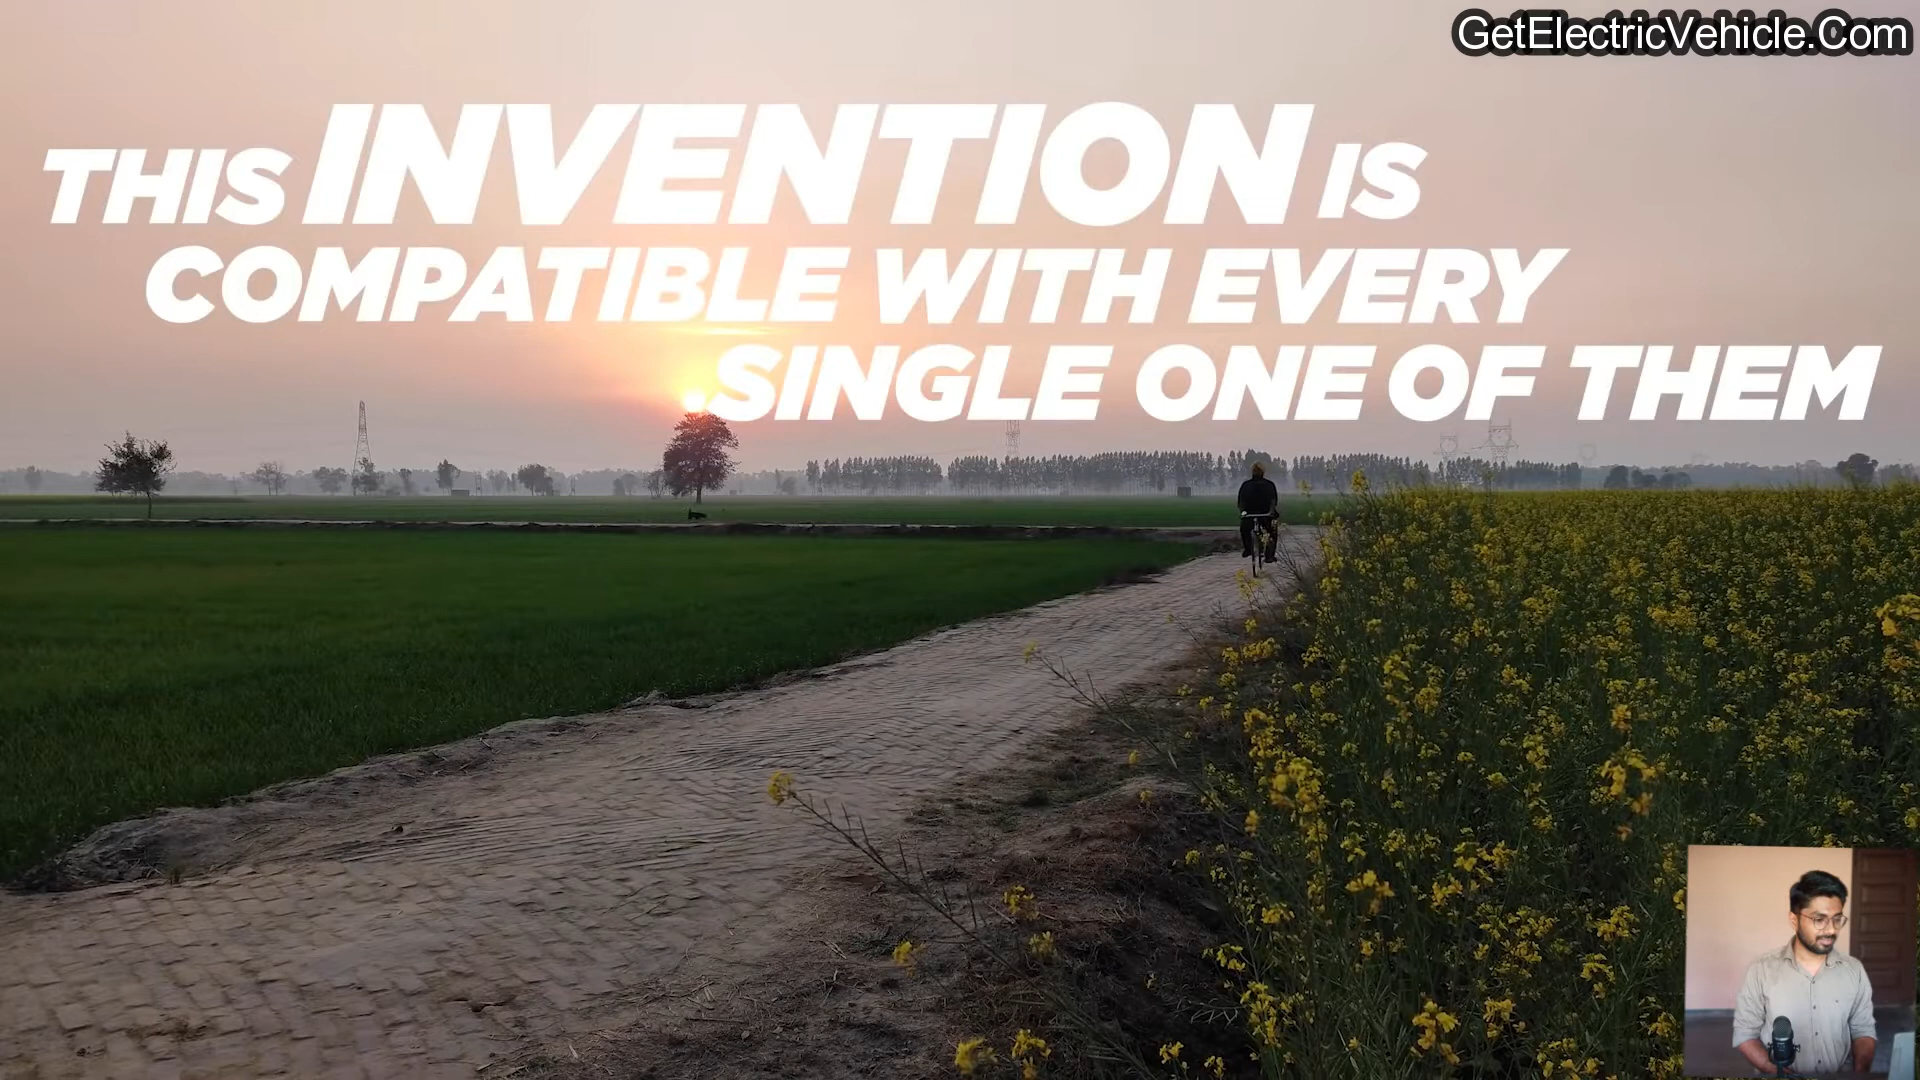 GetElectricVehicle.Com
THIS INVENTION IS
COMPATIBLE WITH EVERY
SINGLE ONE OF THEM